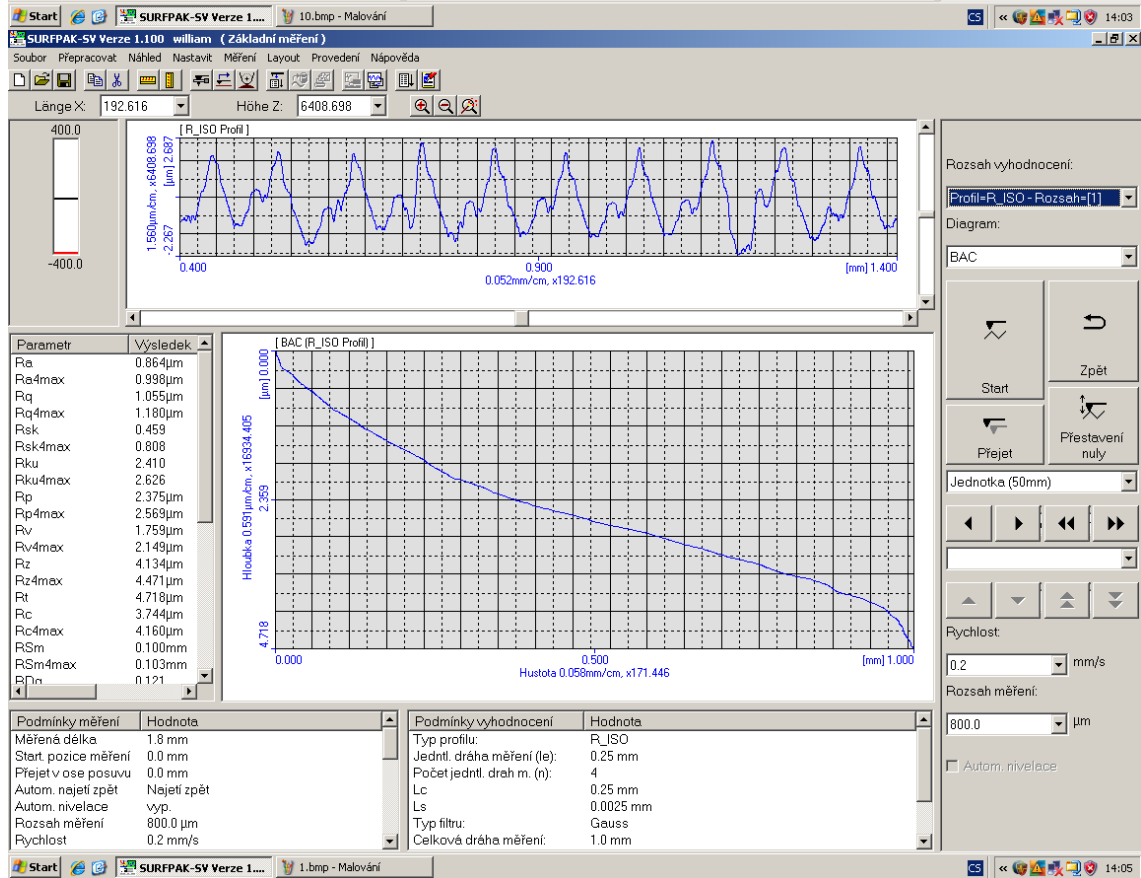 Start SURFPAK-SV Verze 1.... 10.bmp - Malování CS « 14:03
SURFPAK-SV Verze 1.100 william ( Základní měření )
Soubor Přepracovat Náhled Nastavit Měření Layout Provedení Nápověda
Länge X: 192.616 Höhe Z: 6408.698
400.0
-400.0
[ R_ISO Profil ]
1.560µm/cm, x6408.698
-2.267 [µm] 2.687
0.400 0.900 [mm] 1.400
0.052mm/cm, x192.616
Rozsah vyhodnocení:
Profil=R_ISO - Rozsah=[1]
Diagram:
BAC
Start
Zpět
Přejet
Přestavení nuly
Jednotka (50mm)
Rychlost:
0.2 mm/s
Rozsah měření:
800.0 µm
Autom. nivelace
Parametr Výsledek
Ra 0.864µm
Ra4max 0.998µm
Rq 1.055µm
Rq4max 1.180µm
Rsk 0.459
Rsk4max 0.808
Rku 2.410
Rku4max 2.626
Rp 2.375µm
Rp4max 2.569µm
Rv 1.759µm
Rv4max 2.149µm
Rz 4.134µm
Rz4max 4.471µm
Rt 4.718µm
Rc 3.744µm
Rc4max 4.160µm
RSm 0.100mm
RSm4max 0.103mm
RDq 0.121
[ BAC (R_ISO Profil) ]
Hloubka 0.591µm/cm, x16934.405
4.718 2.359 [µm] 0.000
0.000 0.500 [mm] 1.000
Hustota 0.058mm/cm, x171.446
Podmínky měření Hodnota
Měřená délka 1.8 mm
Start. pozice měření 0.0 mm
Přejet v ose posuvu 0.0 mm
Autom. najetí zpět Najetí zpět
Autom. nivelace vyp.
Rozsah měření 800.0 µm
Rychlost 0.2 mm/s
Podmínky vyhodnocení Hodnota
Typ profilu: R_ISO
Jedntl. dráha měření (le): 0.25 mm
Počet jedntl. drah m. (n): 4
Lc 0.25 mm
Ls 0.0025 mm
Typ filtru: Gauss
Celková dráha měření: 1.0 mm
Start SURFPAK-SV Verze 1.... 1.bmp - Malování CS « 14:05